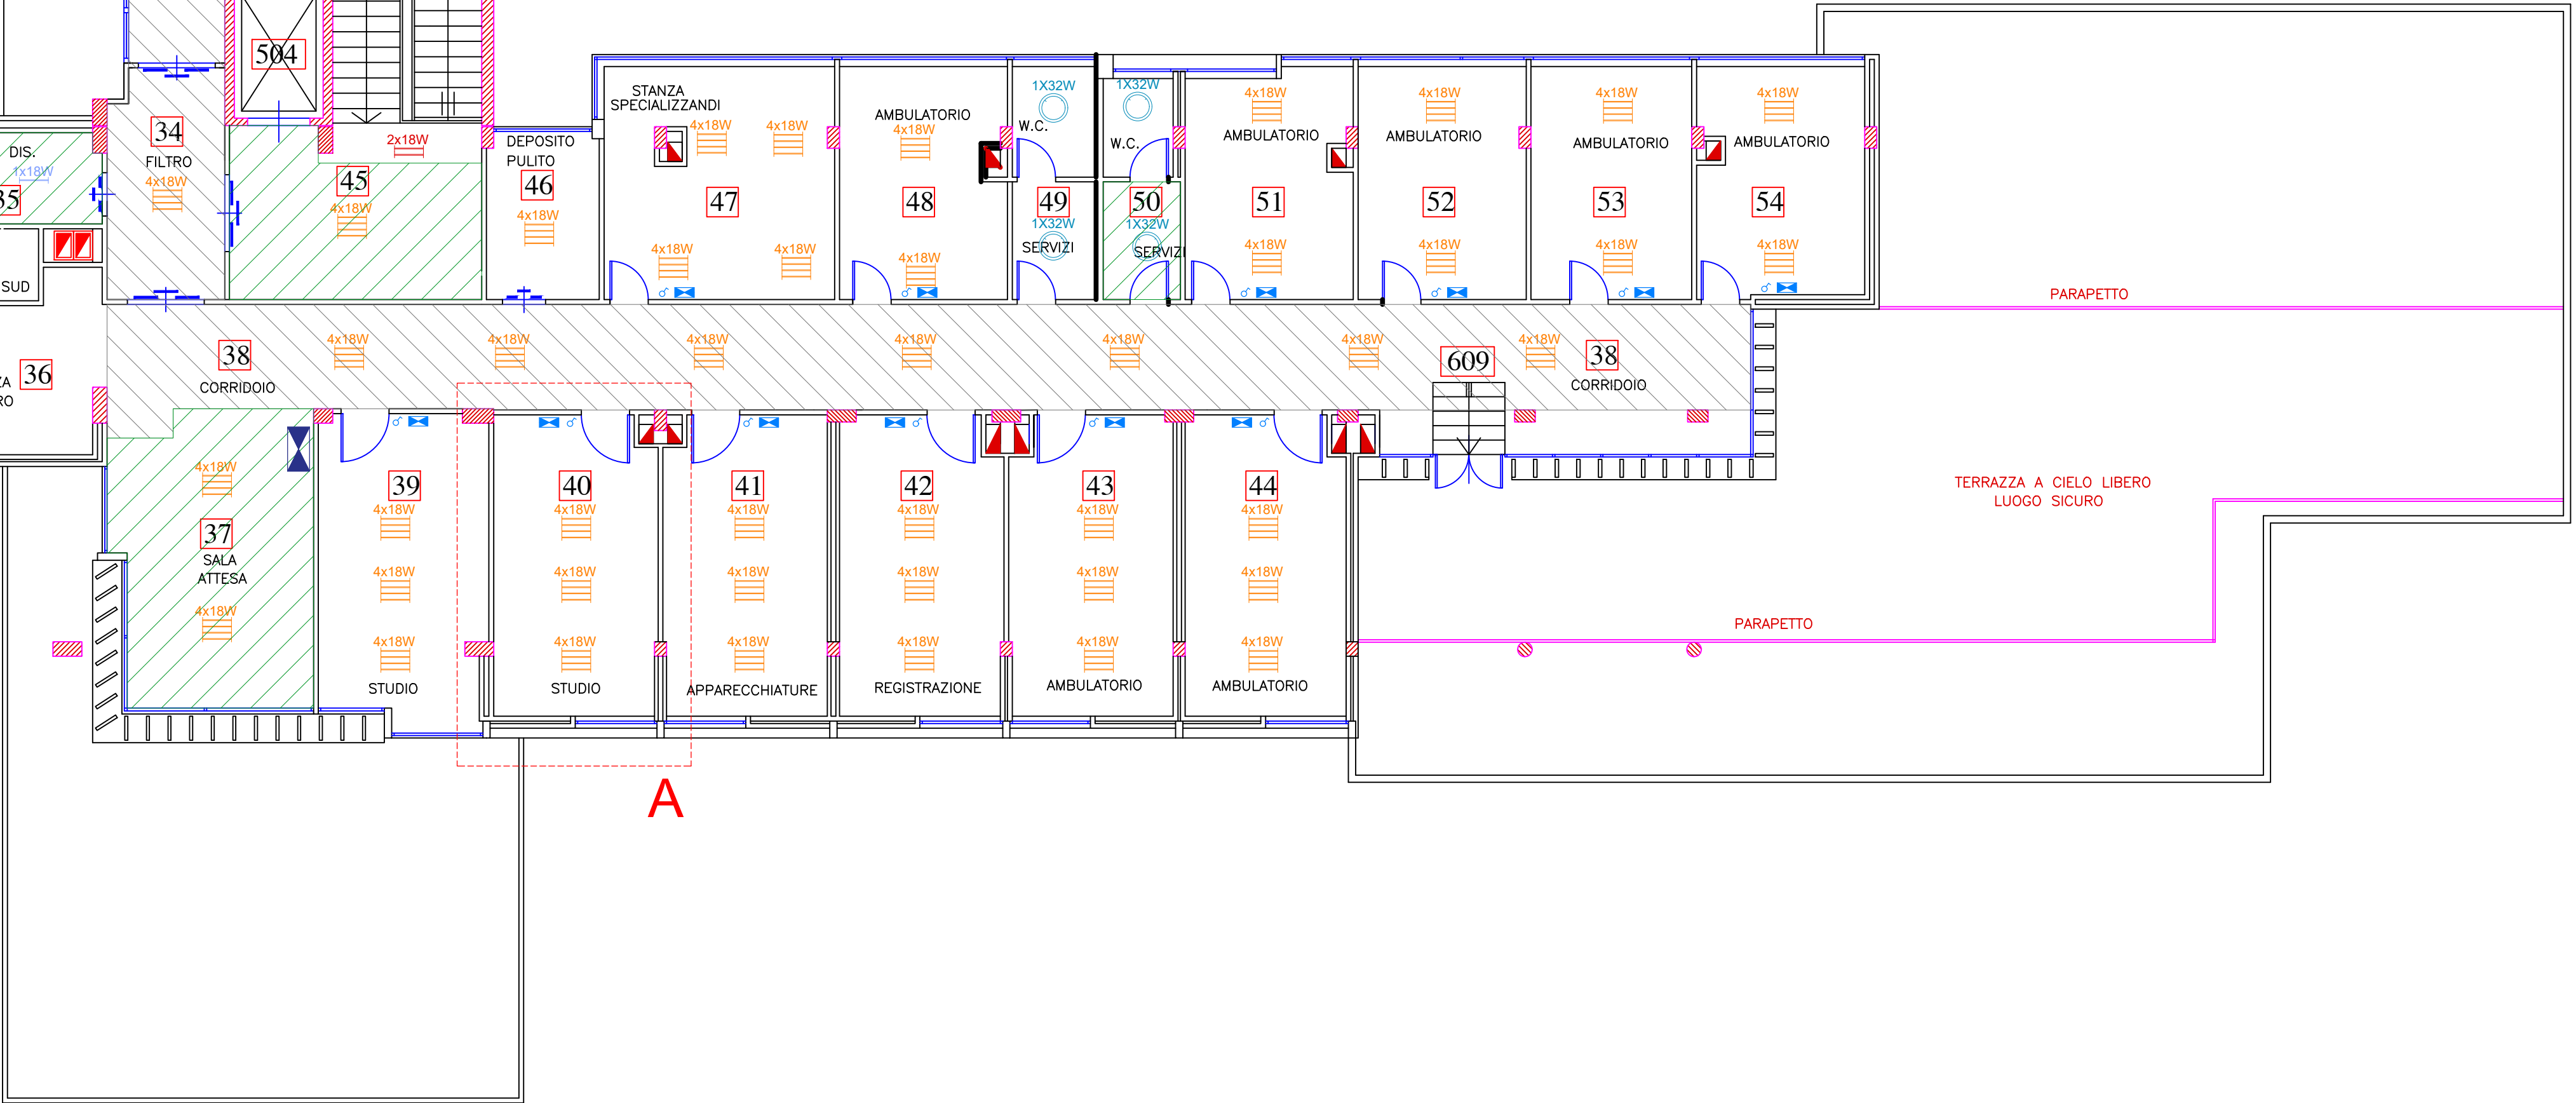 504
34
FILTRO
4x18W
DIS.
1x18W
35
SUD
36
2x18W
45
4x18W
DEPOSITO
PULITO
46
4x18W
STANZA
SPECIALIZZANDI
4x18W
4x18W
47
4x18W
4x18W
AMBULATORIO
4x18W
48
4x18W
1X32W
W.C.
49
1X32W
SERVIZI
1X32W
W.C.
50
1X32W
SERVIZI
4x18W
AMBULATORIO
51
4x18W
4x18W
AMBULATORIO
52
4x18W
4x18W
AMBULATORIO
53
4x18W
4x18W
AMBULATORIO
54
4x18W
PARAPETTO
38
CORRIDOIO
4x18W
4x18W
4x18W
4x18W
4x18W
4x18W
609
4x18W
38
CORRIDOIO
ZA
RO
4x18W
37
SALA
ATTESA
4x18W
39
4x18W
4x18W
4x18W
STUDIO
40
4x18W
4x18W
4x18W
STUDIO
41
4x18W
4x18W
4x18W
APPARECCHIATURE
42
4x18W
4x18W
4x18W
REGISTRAZIONE
43
4x18W
4x18W
4x18W
AMBULATORIO
44
4x18W
4x18W
4x18W
AMBULATORIO
TERRAZZA A CIELO LIBERO
LUOGO SICURO
PARAPETTO
A